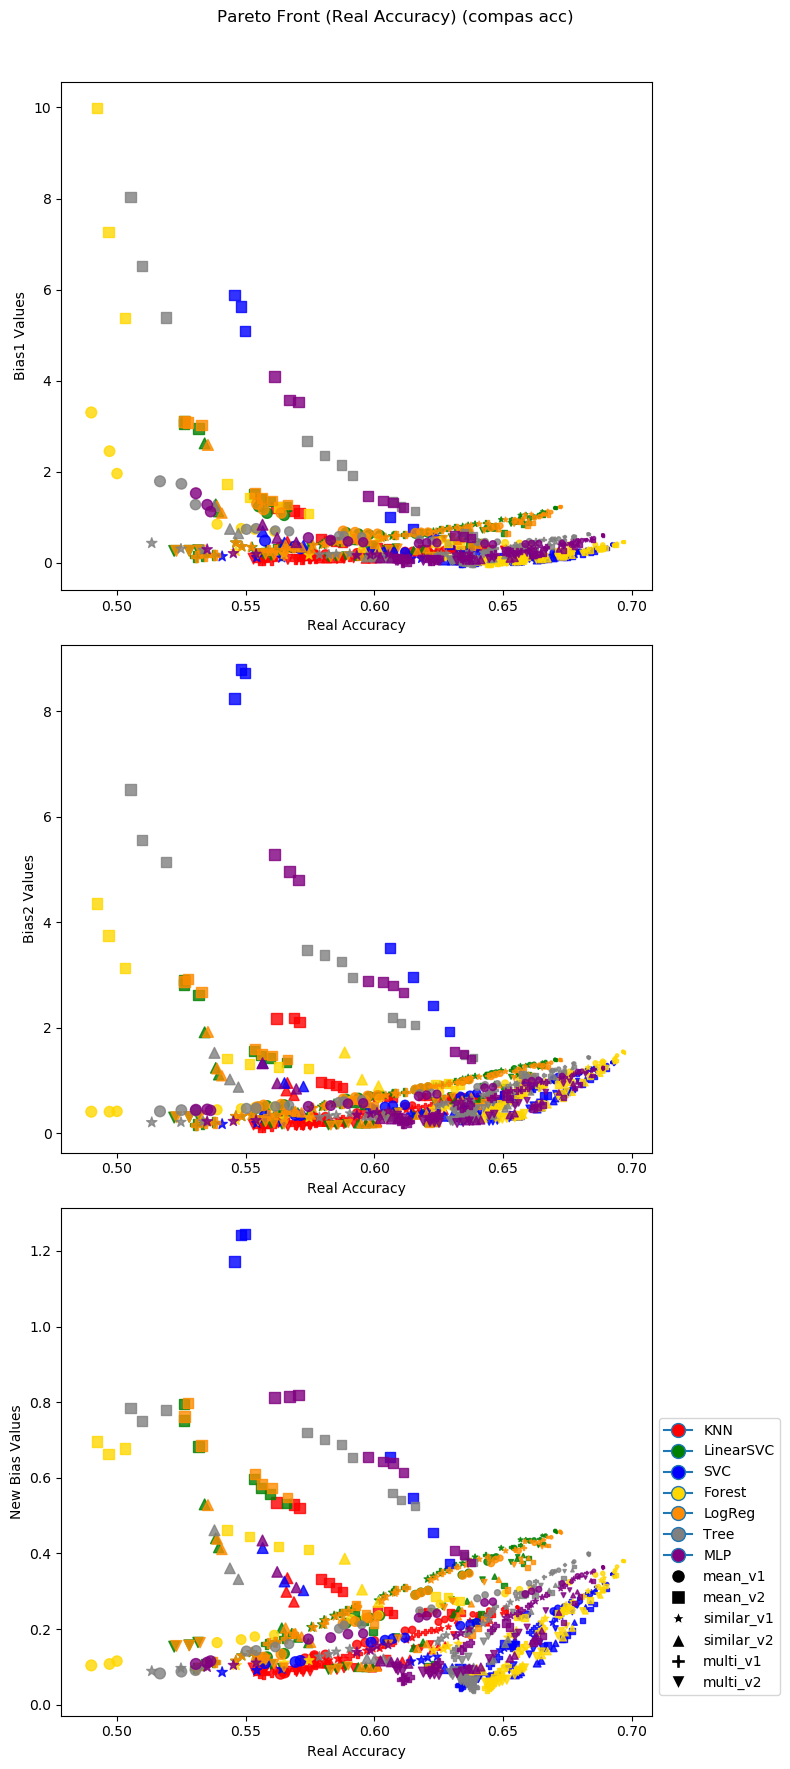 Pareto Front (Real Accuracy) (compas acc)
10
8
6
4
2
0
Bias1 Values
0.50 0.55 0.60 0.65 0.70
Real Accuracy
8
6
4
2
0
Bias2 Values
0.50 0.55 0.60 0.65 0.70
Real Accuracy
1.2
1.0
0.8
0.6
0.4
0.2
0.0
New Bias Values
0.50 0.55 0.60 0.65 0.70
Real Accuracy
KNN
LinearSVC
SVC
Forest
LogReg
Tree
MLP
mean_v1
mean_v2
similar_v1
similar_v2
multi_v1
multi_v2